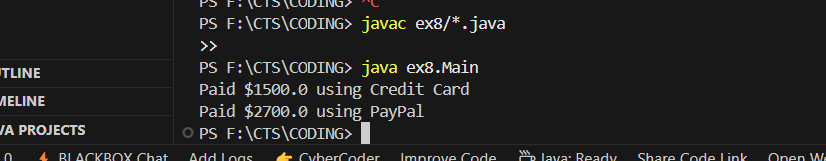 PS F:\CTS\CODING> ^C
PS F:\CTS\CODING> javac ex8/*.java
>>
UTLINE
PS F:\CTS\CODING> java ex8.Main
MELINE
Paid $1500.0 using Credit Card
Paid $2700.0 using PayPal
VA PROJECTS
PS F:\CTS\CODING>
0 BLACKBOX Chat Add Logs CyberCoder Improve Code Java: Ready Share Code Link Open We